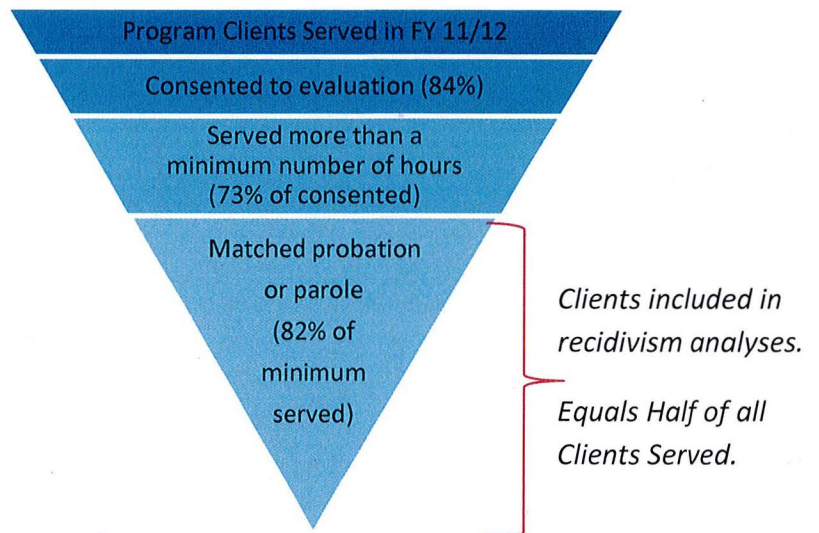 Program Clients Served in FY 11/12
Consented to evaluation (84%)
Served more than a
minimum number of hours
(73% of consented)
Matched probation
or parole
(82% of
minimum
served)
Clients included in
recidivism analyses.
Equals Half of all
Clients Served.